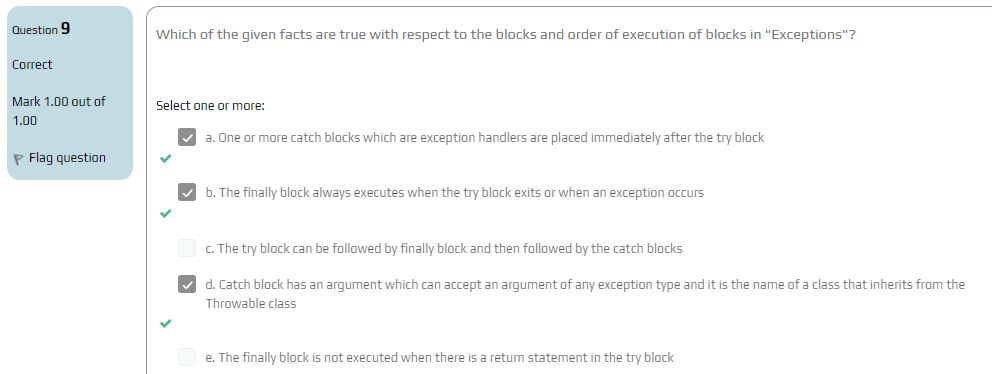 Question 9
Correct
Mark 1.00 out of
1.00
Flag question
Which of the given facts are true with respect to the blocks and order of execution of blocks in "Exceptions"?
Select one or more:
a. One or more catch blocks which are exception handlers are placed immediately after the try block
b. The finally block always executes when the try block exits or when an exception occurs
c. The try block can be followed by finally block and then followed by the catch blocks
d. Catch block has an argument which can accept an argument of any exception type and it is the name of a class that inherits from the
Throwable class
e. The finally block is not executed when there is a return statement in the try block